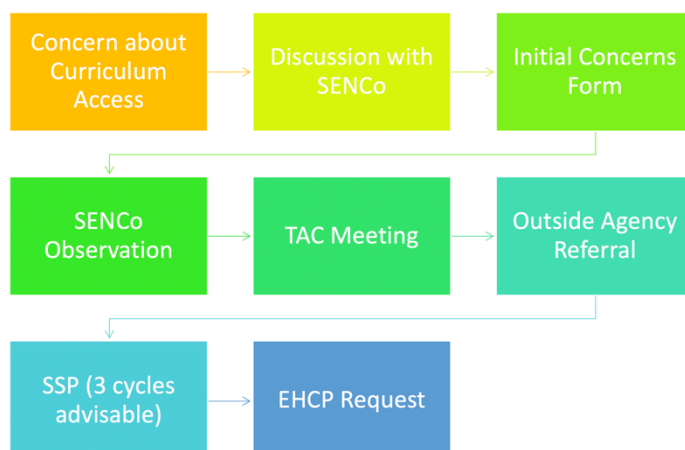 Concern about
Curriculum
Access
Discussion with
SENCo
Initial Concerns
Form
SENCo
Observation
TAC Meeting
Outside Agency
Referral
SSP (3 cycles
advisable)
EHCP Request